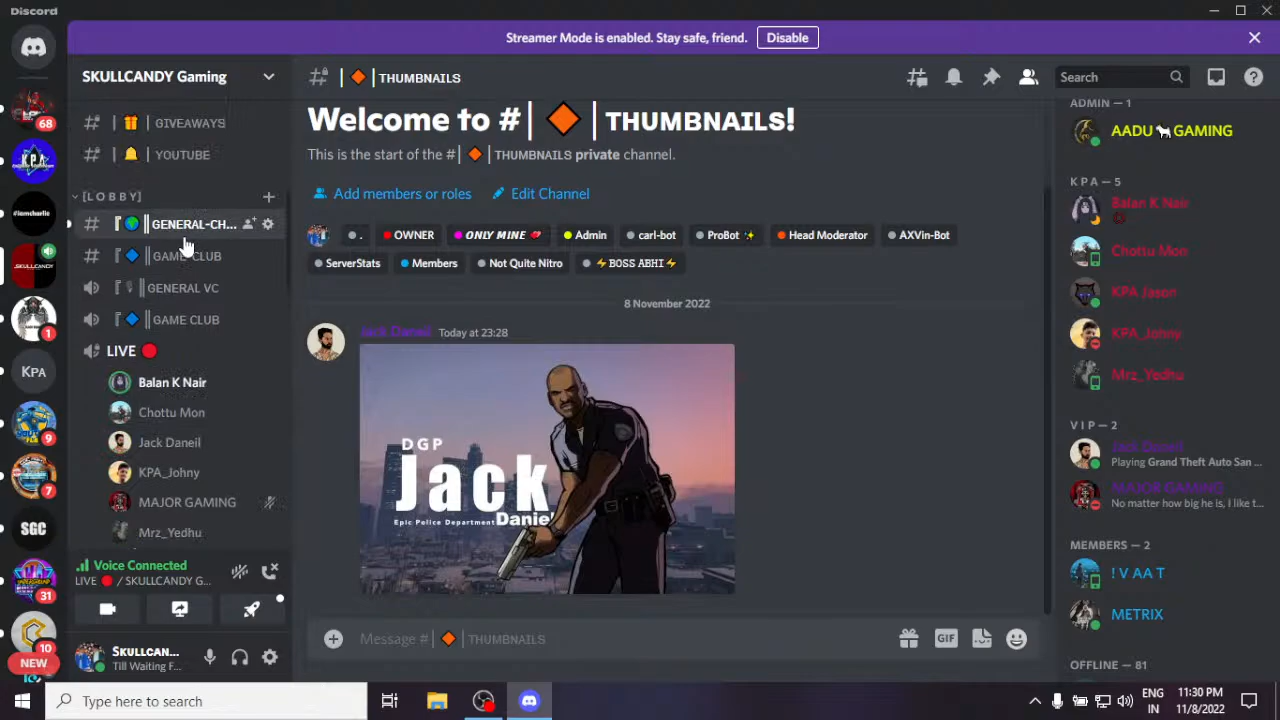 Discord
Streamer Mode is enabled. Stay safe, friend. Disable
SKULLCANDY Gaming
GIVEAWAYS
YOUTUBE
[LOBBY]
GENERAL-CH...
GAME CLUB
GENERAL VC
GAME CLUB
LIVE
Balan K Nair
Chottu Mon
Jack Daneil
KPA_Johny
MAJOR GAMING
Mrz_Yedhu
Voice Connected
LIVE 🔴 / SKULLCANDY G...
SKULLCAN...
Till Waiting F...
68
KPA
#iamcharlie
SKULLCANDY
1
KPA
9
7
SGC
31
10
NEW
# | 🔶 | THUMBNAILS
Search
Welcome to # | 🔶 | THUMBNAILS!
This is the start of the # | 🔶 | THUMBNAILS private channel.
Add members or roles Edit Channel
. OWNER ONLY MINE 💝 Admin carl-bot ProBot ✨ Head Moderator AXVin-Bot
ServerStats Members Not Quite Nitro ⚡BOSS ABHI⚡
8 November 2022
Jack Daneil Today at 23:28
DGP
Jack
Epic Police Department Daniel
Message # | 🔶 | THUMBNAILS
GIF
ADMIN — 1
AADU🐐GAMING
KPA — 5
Balan K Nair
Chottu Mon
KPA Jason
KPA_Jonny
Mrz_Yedhu
VIP — 2
Jack Daneil
Playing Grand Theft Auto San ...
MAJOR GAMING
No matter how big he is, I like t...
MEMBERS — 2
! V AA T
METRIX
OFFLINE — 81
Type here to search
ENG
IN
11:30 PM
11/8/2022